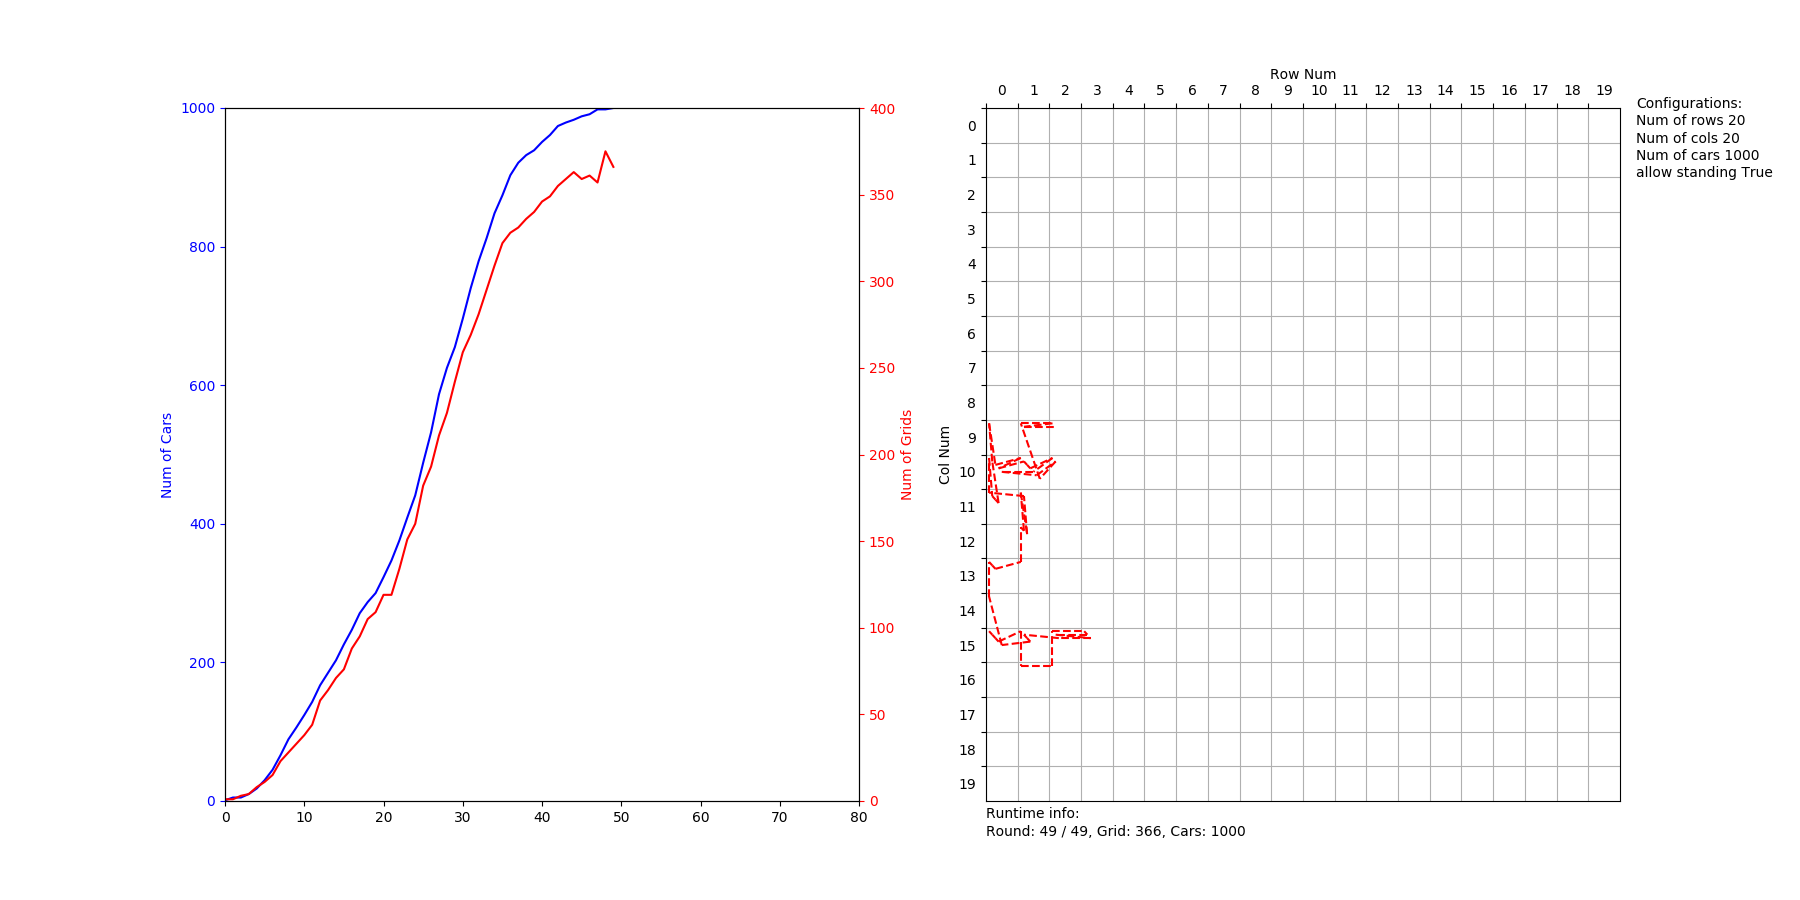 1000
800
600
400
200
0
Num of Cars
0 10 20 30 40 50 60 70 80
400
350
300
250
200
150
100
50
0
Num of Grids
Row Num
0 1 2 3 4 5 6 7 8 9 10 11 12 13 14 15 16 17 18 19
Col Num
0
1
2
3
4
5
6
7
8
9
10
11
12
13
14
15
16
17
18
19
Configurations:
Num of rows 20
Num of cols 20
Num of cars 1000
allow standing True
Runtime info:
Round: 49 / 49, Grid: 366, Cars: 1000